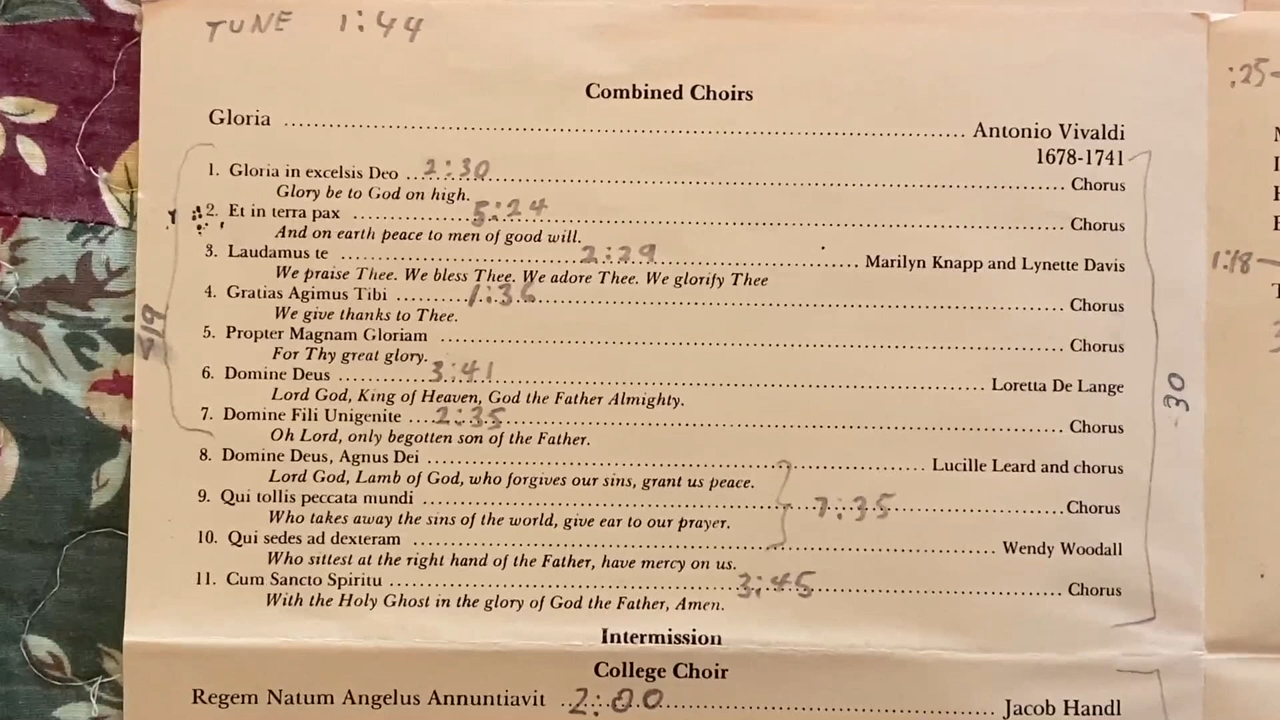 TUNE 1:44
Combined Choirs
Gloria ........ Antonio Vivaldi
1678-1741
1. Gloria in excelsis Deo ... 2:30 ........ Chorus
Glory be to God on high.
2. Et in terra pax ........ 5:24 ........ Chorus
And on earth peace to men of good will.
3. Laudamus te ........ 2:29 ........ Marilyn Knapp and Lynette Davis
We praise Thee. We bless Thee. We adore Thee. We glorify Thee
4. Gratias Agimus Tibi ........ 1:36 ........ Chorus
We give thanks to Thee.
5. Propter Magnam Gloriam ........ Chorus
For Thy great glory.
6. Domine Deus ........ 3:41 ........ Loretta De Lange
Lord God, King of Heaven, God the Father Almighty.
7. Domine Fili Unigenite .... 2:35 ........ Chorus
Oh Lord, only begotten son of the Father.
8. Domine Deus, Agnus Dei ........ Lucille Leard and chorus
Lord God, Lamb of God, who forgives our sins, grant us peace.
9. Qui tollis peccata mundi ........ 7:35 ........ Chorus
Who takes away the sins of the world, give ear to our prayer.
10. Qui sedes ad dexteram ........ Wendy Woodall
Who sittest at the right hand of the Father, have mercy on us.
11. Cum Sancto Spiritu ........ 3:45 ........ Chorus
With the Holy Ghost in the glory of God the Father, Amen.
Intermission
College Choir
Regem Natum Angelus Annuntiavit ... 2:00 ........ Jacob Handl
30
:25
1:18